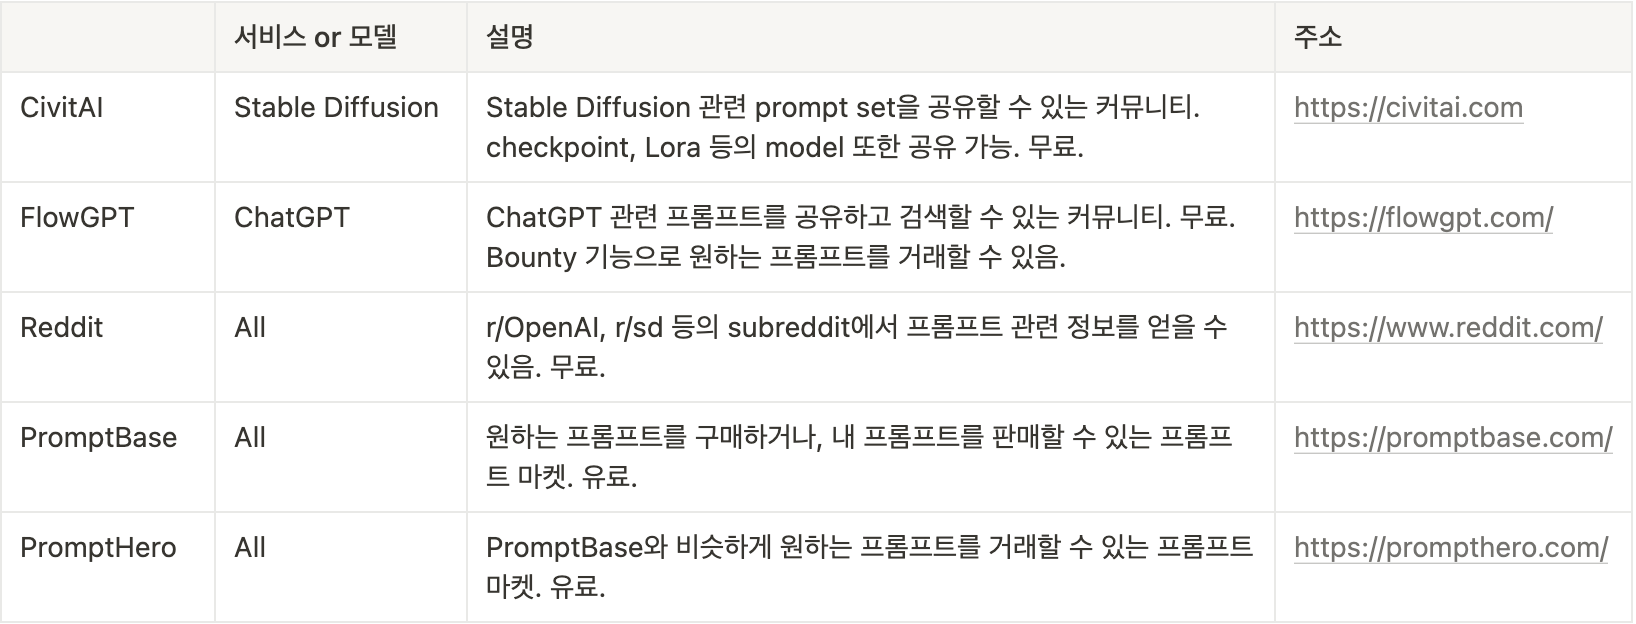 서비스 or 모델 설명 주소
CivitAI Stable Diffusion Stable Diffusion 관련 prompt set을 공유할 수 있는 커뮤니티. https://civitai.com
checkpoint, Lora 등의 model 또한 공유 가능. 무료.
FlowGPT ChatGPT ChatGPT 관련 프롬프트를 공유하고 검색할 수 있는 커뮤니티. 무료. https://flowgpt.com/
Bounty 기능으로 원하는 프롬프트를 거래할 수 있음.
Reddit All r/OpenAI, r/sd 등의 subreddit에서 프롬프트 관련 정보를 얻을 수 https://www.reddit.com/
있음. 무료.
PromptBase All 원하는 프롬프트를 구매하거나, 내 프롬프트를 판매할 수 있는 프롬프 https://promptbase.com/
트 마켓. 유료.
PromptHero All PromptBase와 비슷하게 원하는 프롬프트를 거래할 수 있는 프롬프트 https://prompthero.com/
마켓. 유료.